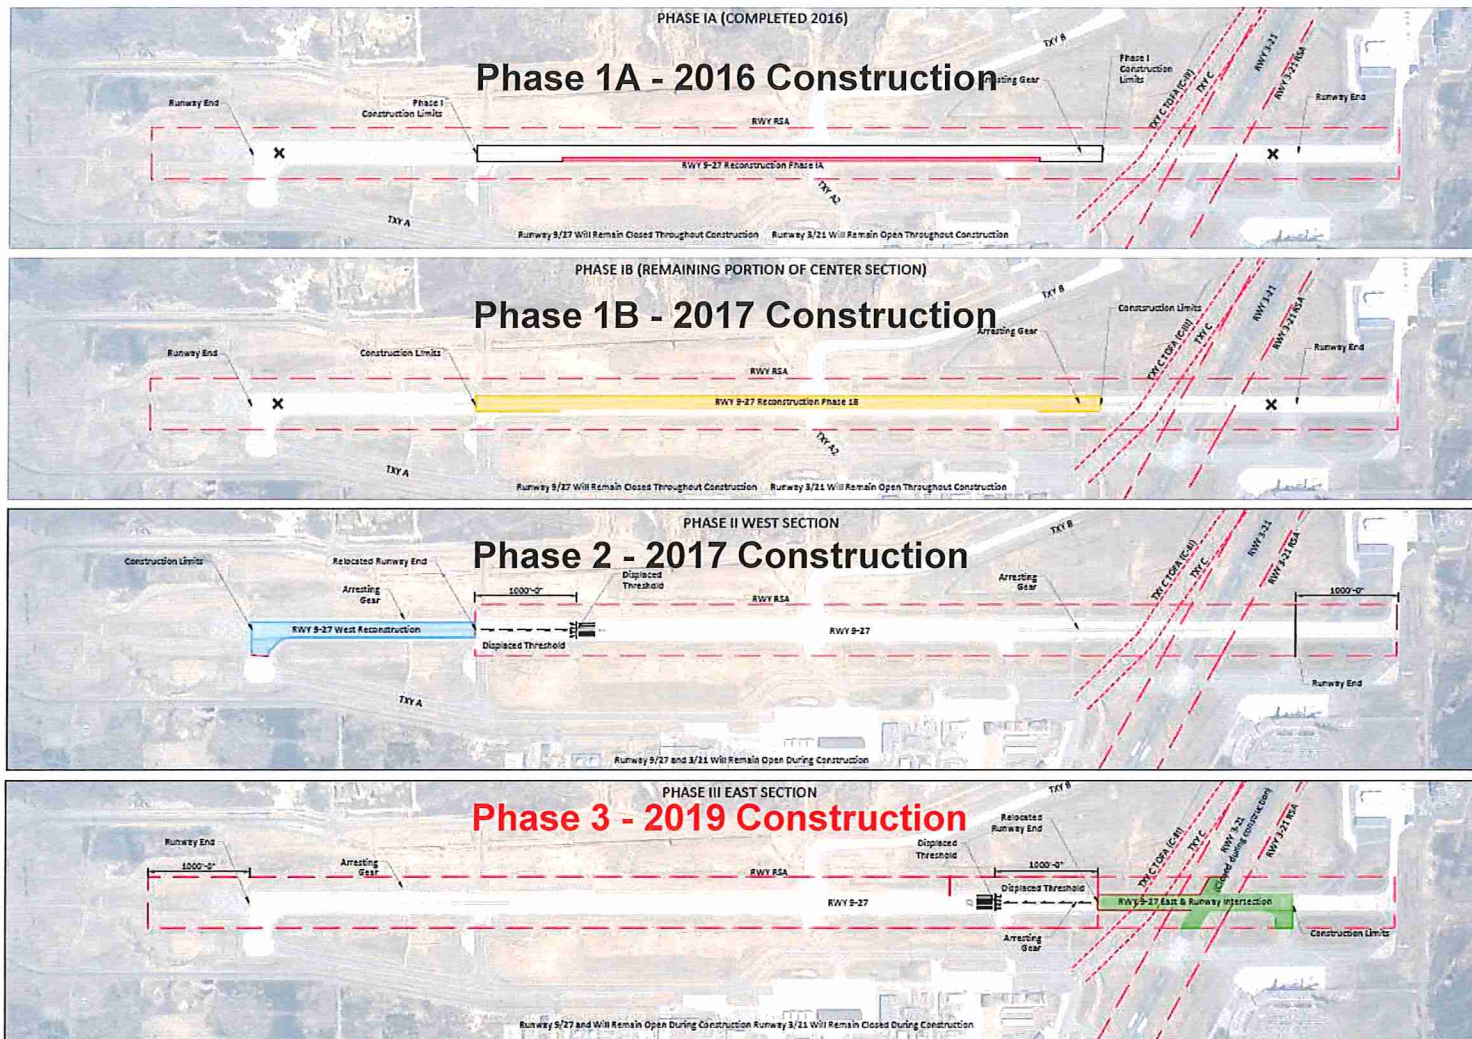 PHASE IA (COMPLETED 2016)
Phase 1A - 2016 Construction
TXY B
Arresting Gear
Phase I
Construction
Limits
TXY C TOFA (C-III)
TXY C
RWY 3-21
RWY 3-21 RSA
Runway End
Runway End
Phase I
Construction Limits
RWY RSA
RWY 9-27 Reconstruction Phase IA
TXY A
TXY A2
Runway 9/27 Will Remain Closed Throughout Construction
Runway 3/21 Will Remain Open Throughout Construction
PHASE IB (REMAINING PORTION OF CENTER SECTION)
Phase 1B - 2017 Construction
TXY B
Arresting Gear
Construction Limits
TXY C TOFA (C-III)
TXY C
RWY 3-21
RWY 3-21 RSA
Runway End
Runway End
Construction Limits
RWY RSA
RWY 9-27 Reconstruction Phase 1B
TXY A
TXY A2
Runway 9/27 Will Remain Closed Throughout Construction
Runway 3/21 Will Remain Open Throughout Construction
PHASE II WEST SECTION
Phase 2 - 2017 Construction
TXY B
Construction Limits
Relocated Runway End
Arresting
Gear
1000'-0"
Displaced
Threshold
RWY RSA
Arresting
Gear
TXY C TOFA (C-III)
TXY C
RWY 3-21
RWY 3-21 RSA
1000'-0"
RWY 9-27 West Reconstruction
Displaced Threshold
RWY 9-27
Runway End
TXY A
Runway 9/27 and 3/21 Will Remain Open During Construction
PHASE III EAST SECTION
Phase 3 - 2019 Construction
TXY B
Runway End
1000'-0"
Arresting
Gear
RWY RSA
Displaced
Threshold
Relocated
Runway End
1000'-0"
TXY C TOFA (C-III)
TXY C
RWY 3-21
(Closed during construction)
RWY 3-21 RSA
Displaced Threshold
RWY 9-27
RWY 9-27 East & Runway Intersection
Arresting
Gear
Construction Limits
Runway 9/27 and Will Remain Open During Construction Runway 3/21 Will Remain Closed During Construction